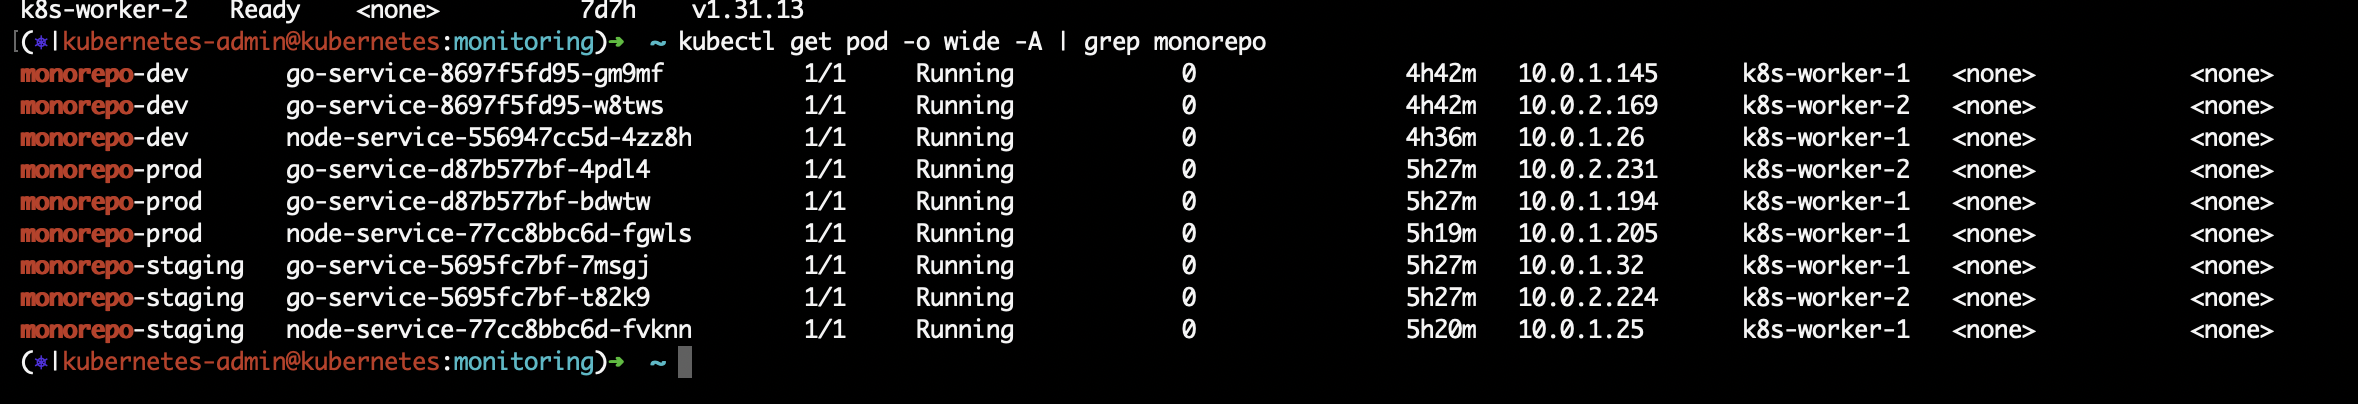 k8s-worker-2   Ready    <none>          7d7h    v1.31.13
[(⎈|kubernetes-admin@kubernetes:monitoring)➜  ~ kubectl get pod -o wide -A | grep monorepo
monorepo-dev       go-service-8697f5fd95-gm9mf          1/1     Running            0               4h42m   10.0.1.145      k8s-worker-1   <none>           <none>
monorepo-dev       go-service-8697f5fd95-w8tws          1/1     Running            0               4h42m   10.0.2.169      k8s-worker-2   <none>           <none>
monorepo-dev       node-service-556947cc5d-4zz8h        1/1     Running            0               4h36m   10.0.1.26       k8s-worker-1   <none>           <none>
monorepo-prod      go-service-d87b577bf-4pdl4           1/1     Running            0               5h27m   10.0.2.231      k8s-worker-2   <none>           <none>
monorepo-prod      go-service-d87b577bf-bdwtw           1/1     Running            0               5h27m   10.0.1.194      k8s-worker-1   <none>           <none>
monorepo-prod      node-service-77cc8bbc6d-fgwls        1/1     Running            0               5h19m   10.0.1.205      k8s-worker-1   <none>           <none>
monorepo-staging   go-service-5695fc7bf-7msgj           1/1     Running            0               5h27m   10.0.1.32       k8s-worker-1   <none>           <none>
monorepo-staging   go-service-5695fc7bf-t82k9           1/1     Running            0               5h27m   10.0.2.224      k8s-worker-2   <none>           <none>
monorepo-staging   node-service-77cc8bbc6d-fvknn        1/1     Running            0               5h20m   10.0.1.25       k8s-worker-1   <none>           <none>
(⎈|kubernetes-admin@kubernetes:monitoring)➜  ~